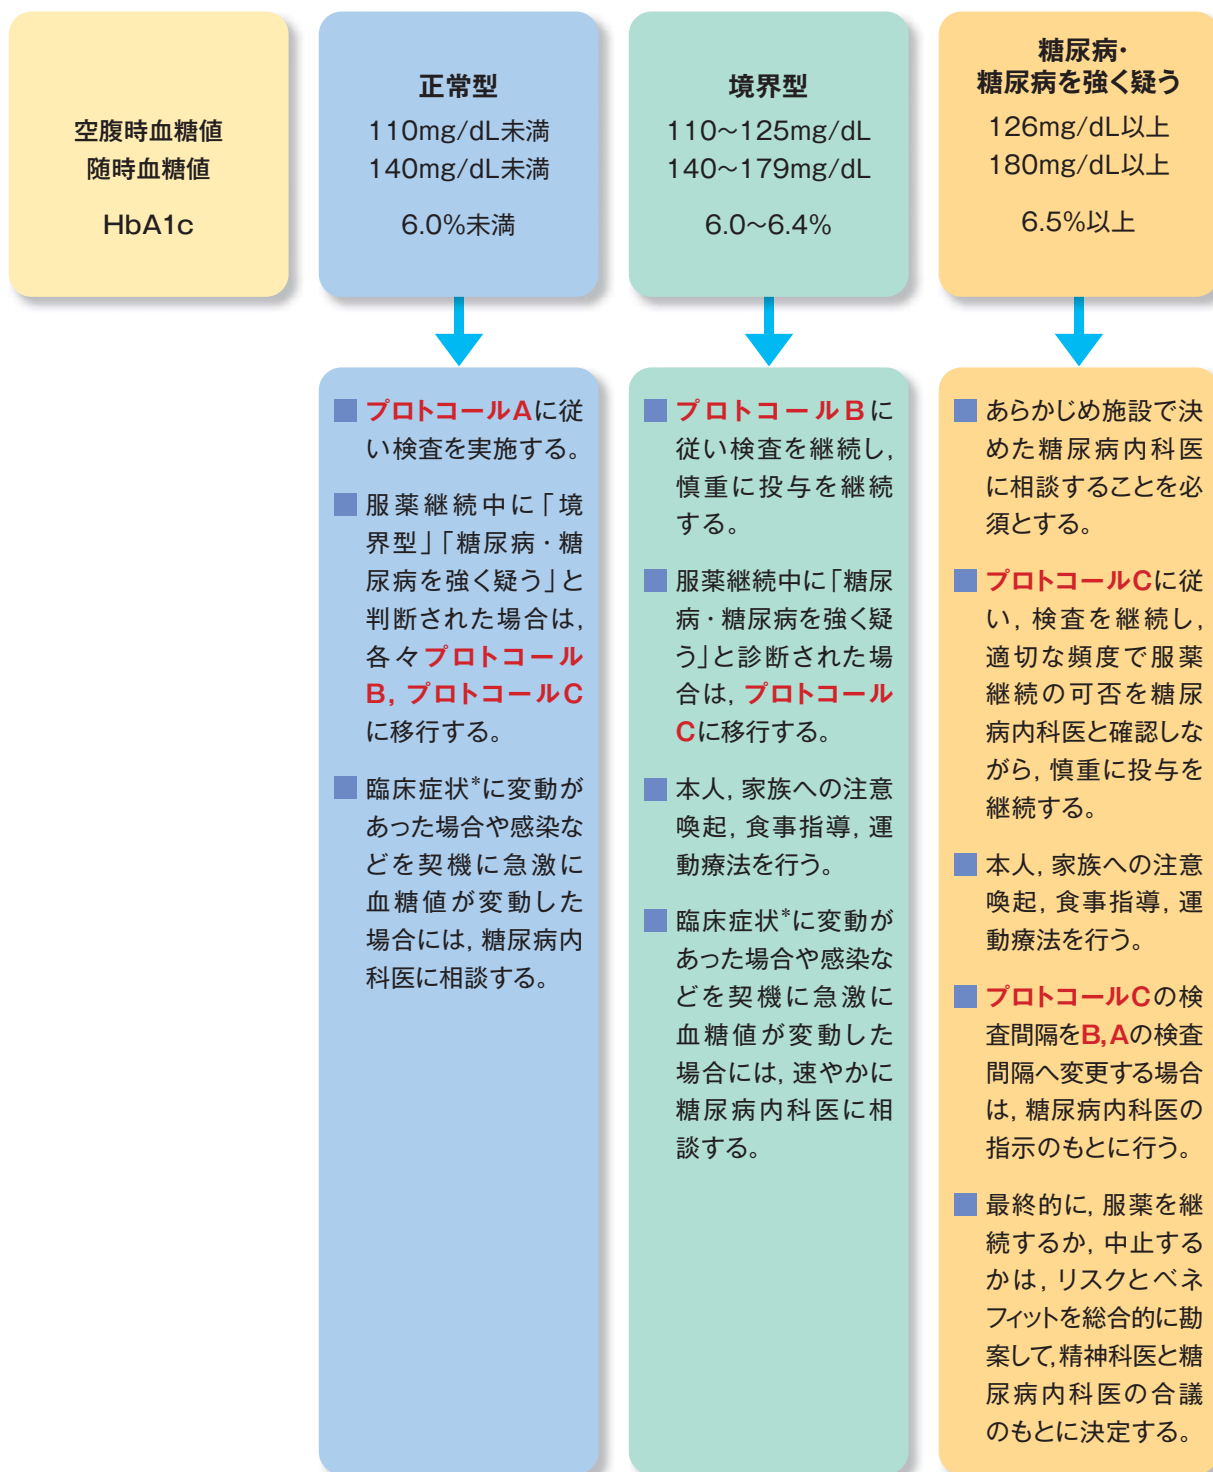 空腹時血糖値
随時血糖値
HbA1c
正常型
110mg/dL未満
140mg/dL未満
6.0%未満
境界型
110〜125mg/dL
140〜179mg/dL
6.0〜6.4%
糖尿病・
糖尿病を強く疑う
126mg/dL以上
180mg/dL以上
6.5%以上
■ プロトコールAに従
い検査を実施する。
■ 服薬継続中に「境
界型」「糖尿病・糖
尿病を強く疑う」と
判断された場合は,
各々プロトコール
B, プロトコールC
に移行する。
■ 臨床症状*に変動が
あった場合や感染な
どを契機に急激に
血糖値が変動した
場合には, 糖尿病内
科医に相談する。
■ プロトコールBに
従い検査を継続し,
慎重に投与を継続
する。
■ 服薬継続中に「糖尿
病・糖尿病を強く疑
う」と診断された場
合は, プロトコール
Cに移行する。
■ 本人, 家族への注意
喚起, 食事指導, 運
動療法を行う。
■ 臨床症状*に変動が
あった場合や感染な
どを契機に急激に
血糖値が変動した
場合には, 速やかに
糖尿病内科医に相
談する。
■ あらかじめ施設で決
めた糖尿病内科医
に相談することを必
須とする。
■ プロトコールCに従
い, 検査を継続し,
適切な頻度で服薬
継続の可否を糖尿
病内科医と確認しな
がら, 慎重に投与を
継続する。
■ 本人, 家族への注意
喚起, 食事指導, 運
動療法を行う。
■ プロトコールCの検
査間隔をB,Aの検査
間隔へ変更する場合
は, 糖尿病内科医の
指示のもとに行う。
■ 最終的に, 服薬を継
続するか, 中止する
かは, リスクとベネ
フィットを総合的に勘
案して,精神科医と糖
尿病内科医の合議
のもとに決定する。